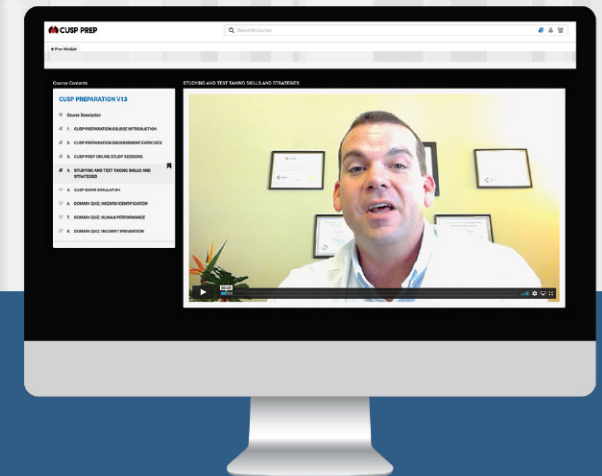 CUSP PREP
Search for courses
Prev Module
Course Contents
STUDYING AND TEST TAKING SKILLS AND STRATEGIES
CUSP PREPARATION V13
Course Description
1. CUSP PREPARATION COURSE INTRODUCTION
2. CUSP PREPARATION ENDORSEMENT EXERCISES
3. CUSP PREP ONLINE STUDY SESSIONS
4. STUDYING AND TEST TAKING SKILLS AND
STRATEGIES
5. CUSP EXAM SIMULATION
6. DOMAIN QUIZ: HAZARD IDENTIFICATION
7. DOMAIN QUIZ: HUMAN PERFORMANCE
8. DOMAIN QUIZ: INCIDENT PREVENTION